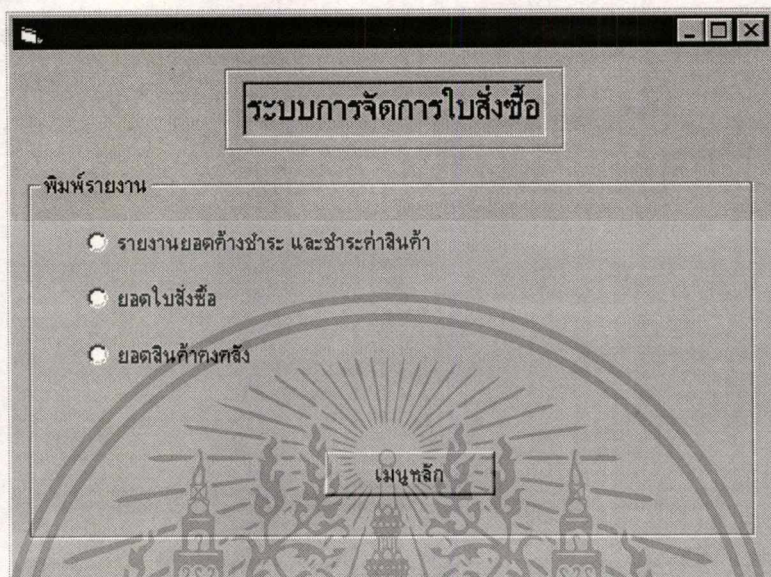 ระบบการจัดการใบสั่งซื้อ
พิมพ์รายงาน
รายงานยอดค้างชำระ และชำระค่าสินค้า
ยอดใบสั่งซื้อ
ยอดสินค้าคงคลัง
เมนูหลัก